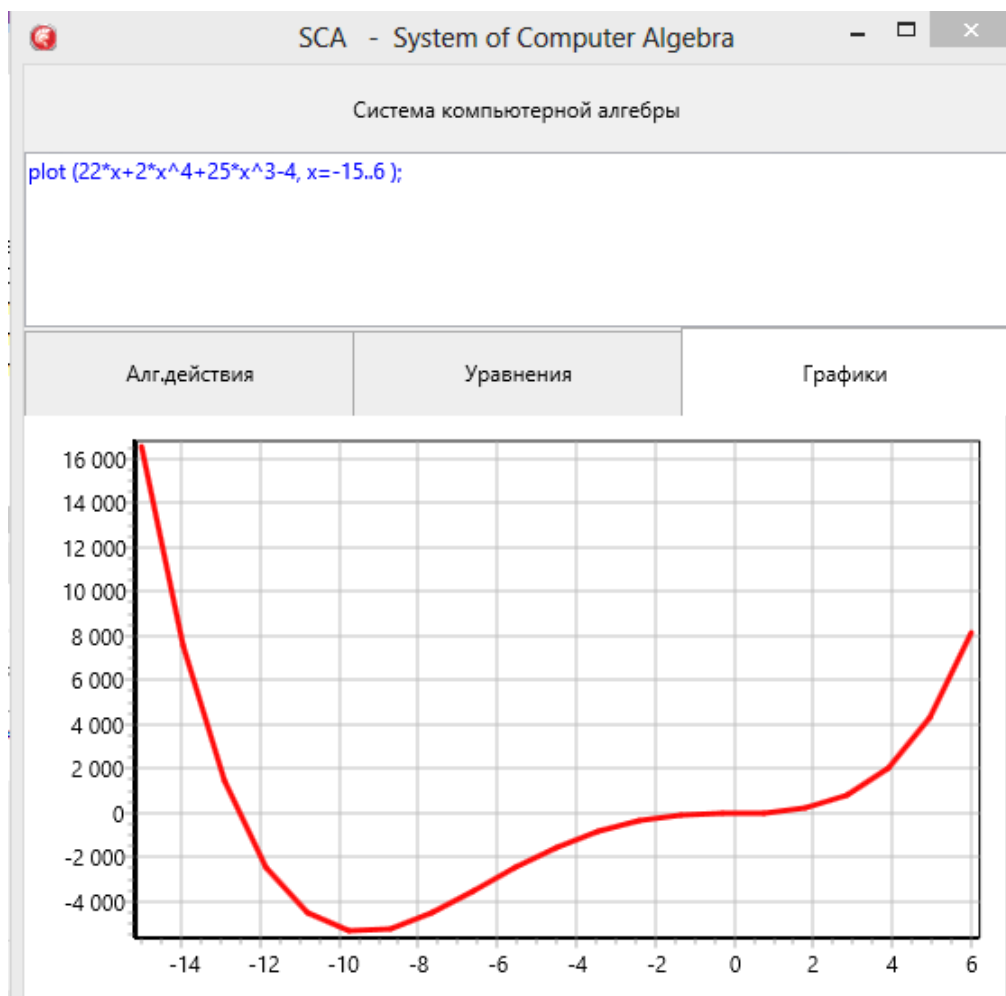 SCA - System of Computer Algebra
Система компьютерной алгебры
plot (22*x+2*x^4+25*x^3-4, x=-15..6 );
Алг.действия Уравнения Графики
16 000
14 000
12 000
10 000
8 000
6 000
4 000
2 000
0
-2 000
-4 000
-14 -12 -10 -8 -6 -4 -2 0 2 4 6